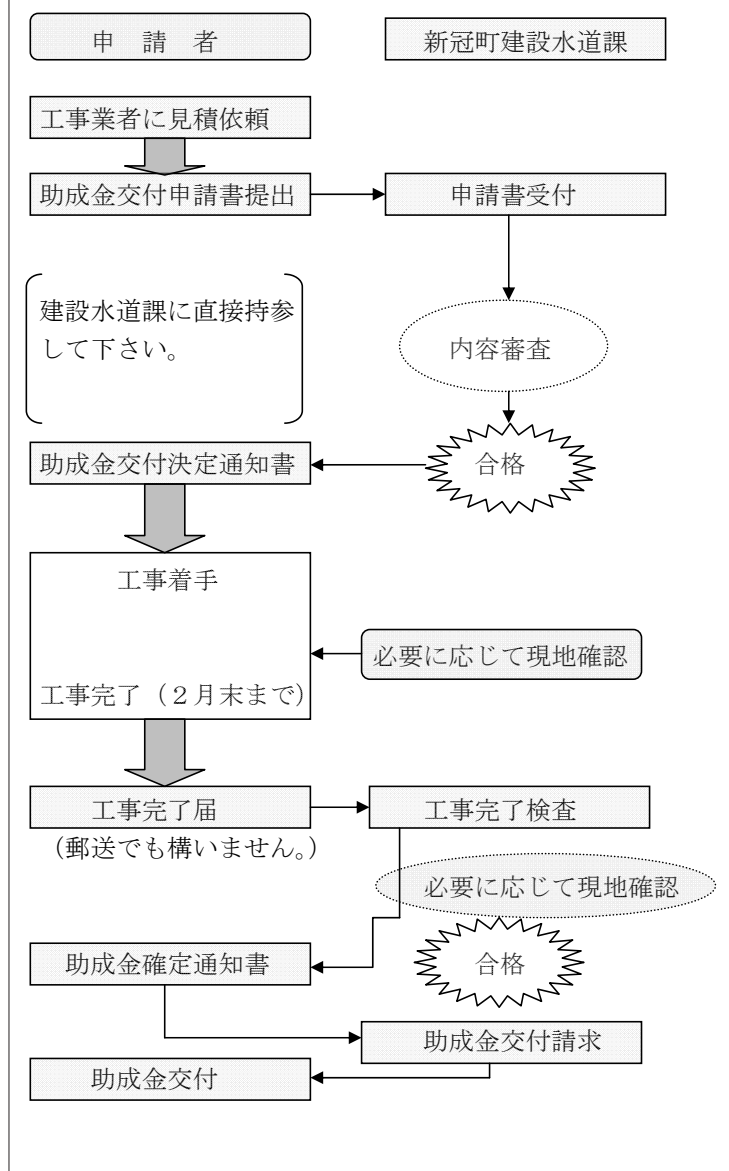 申　請　者
新冠町建設水道課
工事業者に見積依頼
助成金交付申請書提出
申請書受付
建設水道課に直接持参
して下さい。
内容審査
助成金交付決定通知書
合格
工事着手
必要に応じて現地確認
工事完了（２月末まで）
工事完了届
工事完了検査
（郵送でも構いません。）
必要に応じて現地確認
助成金確定通知書
合格
助成金交付請求
助成金交付